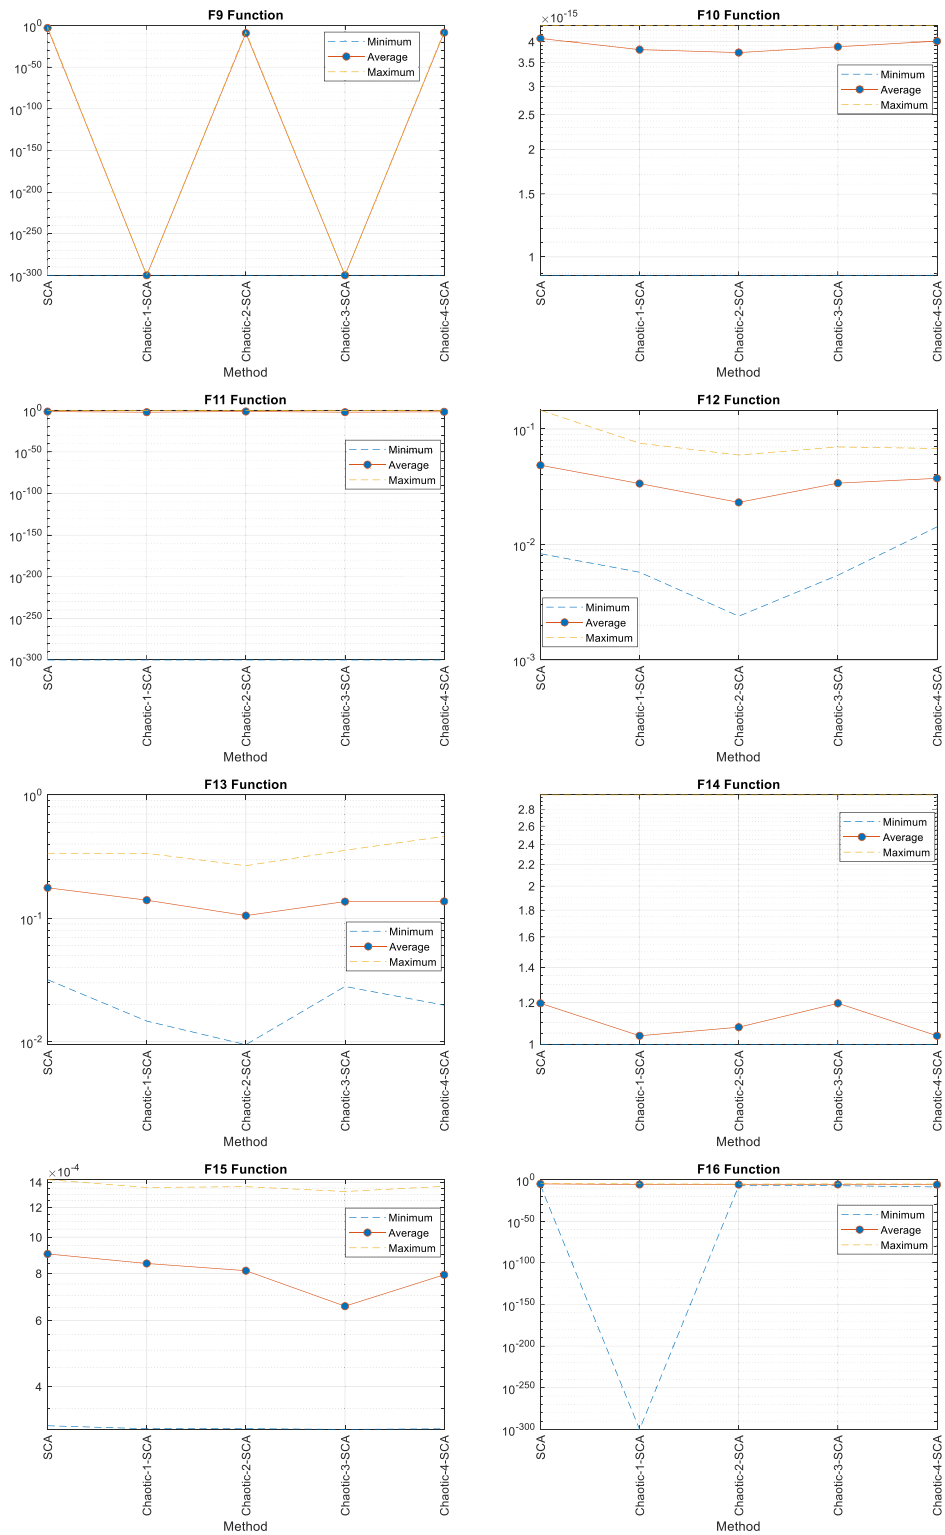 F9 Function
10^0
10^-50
10^-100
10^-150
10^-200
10^-250
10^-300
Minimum
Average
Maximum
SCA
Chaotic-1-SCA
Chaotic-2-SCA
Chaotic-3-SCA
Chaotic-4-SCA
Method
F10 Function
×10^-15
4
3.5
3
2.5
2
1.5
1
Minimum
Average
Maximum
SCA
Chaotic-1-SCA
Chaotic-2-SCA
Chaotic-3-SCA
Chaotic-4-SCA
Method
F11 Function
10^0
10^-50
10^-100
10^-150
10^-200
10^-250
10^-300
Minimum
Average
Maximum
SCA
Chaotic-1-SCA
Chaotic-2-SCA
Chaotic-3-SCA
Chaotic-4-SCA
Method
F12 Function
10^-1
10^-2
10^-3
Minimum
Average
Maximum
SCA
Chaotic-1-SCA
Chaotic-2-SCA
Chaotic-3-SCA
Chaotic-4-SCA
Method
F13 Function
10^0
10^-1
10^-2
Minimum
Average
Maximum
SCA
Chaotic-1-SCA
Chaotic-2-SCA
Chaotic-3-SCA
Chaotic-4-SCA
Method
F14 Function
2.8
2.6
2.4
2.2
2
1.8
1.6
1.4
1.2
1
Minimum
Average
Maximum
SCA
Chaotic-1-SCA
Chaotic-2-SCA
Chaotic-3-SCA
Chaotic-4-SCA
Method
F15 Function
×10^-4
14
12
10
8
6
4
Minimum
Average
Maximum
SCA
Chaotic-1-SCA
Chaotic-2-SCA
Chaotic-3-SCA
Chaotic-4-SCA
Method
F16 Function
10^0
10^-50
10^-100
10^-150
10^-200
10^-250
10^-300
Minimum
Average
Maximum
SCA
Chaotic-1-SCA
Chaotic-2-SCA
Chaotic-3-SCA
Chaotic-4-SCA
Method